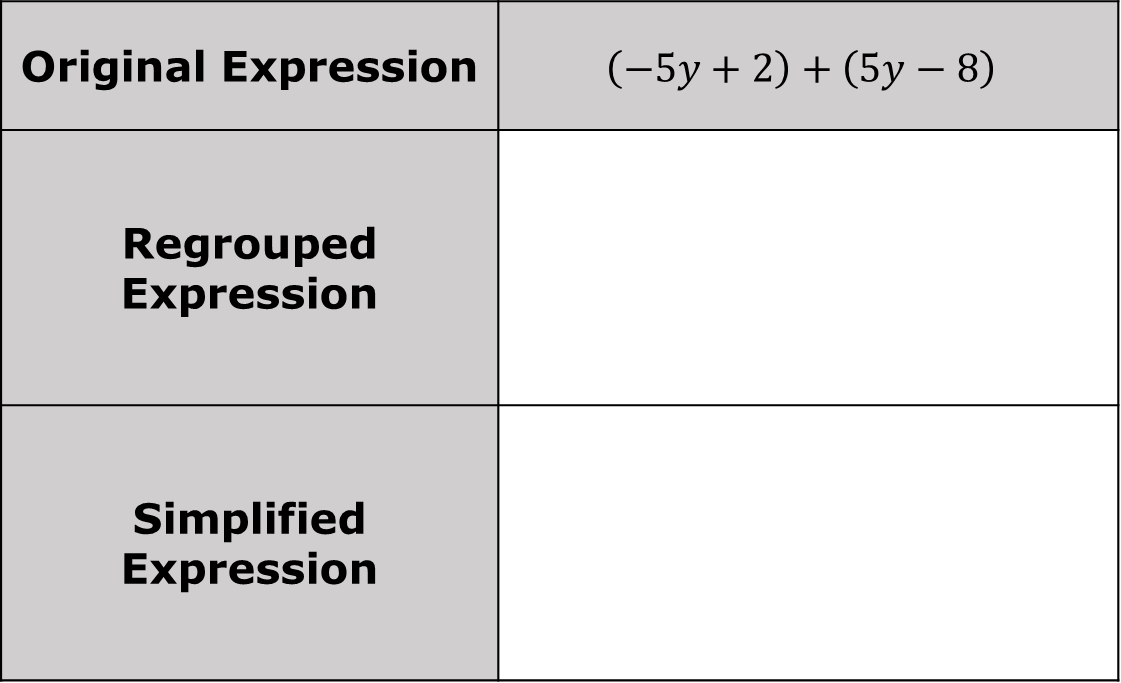 Original Expression
(−5y + 2) + (5y − 8)
Regrouped
Expression
Simplified
Expression